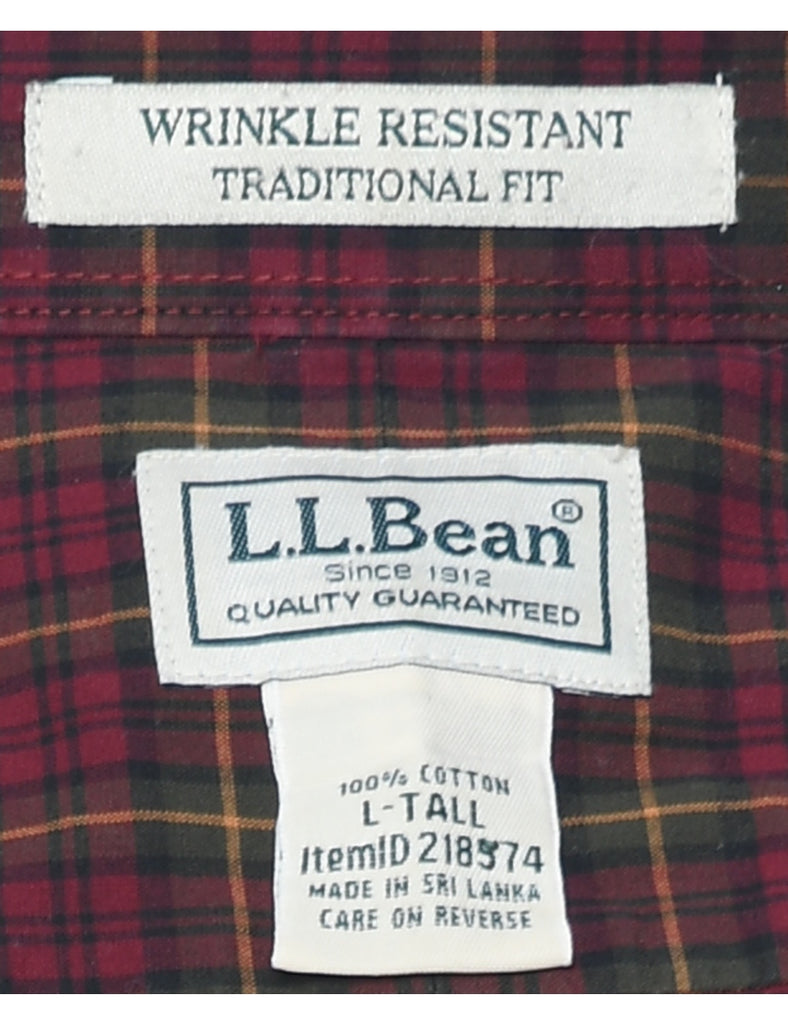 WRINKLE RESISTANT
TRADITIONAL FIT
L.L.Bean®
Since 1912
QUALITY GUARANTEED
100% COTTON
L-TALL
ItemID 218574
MADE IN SRI LANKA
CARE ON REVERSE